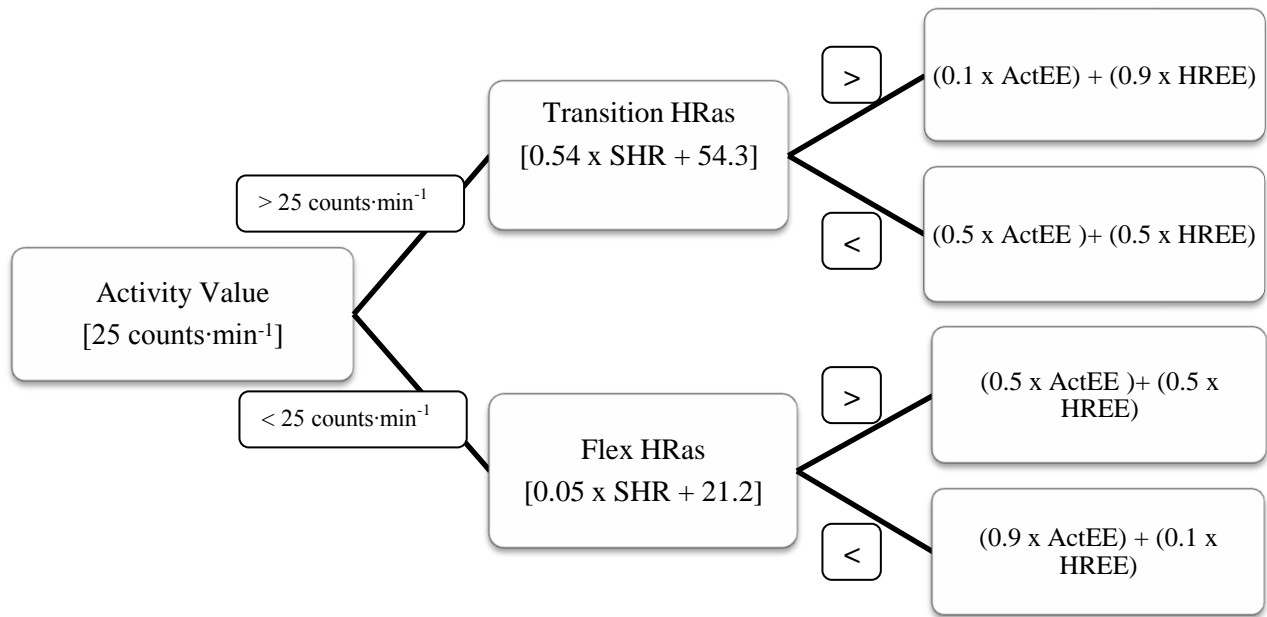 Activity Value
[25 counts·min-1]
> 25 counts·min-1
< 25 counts·min-1
Transition HRas
[0.54 x SHR + 54.3]
>
<
(0.1 x ActEE) + (0.9 x HREE)
(0.5 x ActEE )+ (0.5 x HREE)
Flex HRas
[0.05 x SHR + 21.2]
>
<
(0.5 x ActEE )+ (0.5 x
HREE)
(0.9 x ActEE) + (0.1 x
HREE)